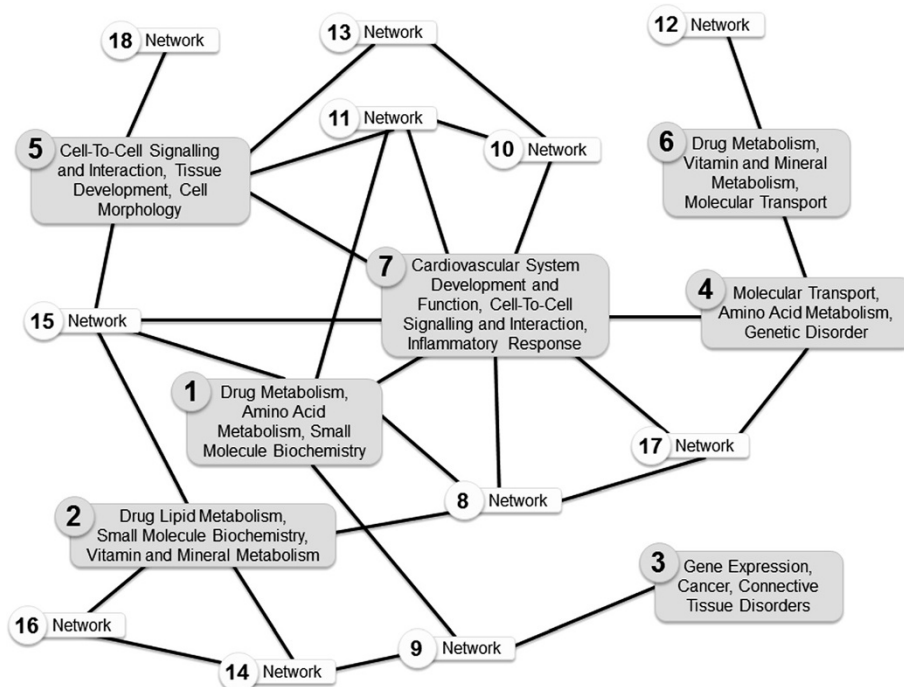 18 Network
13 Network
12 Network
11 Network
10 Network
5 Cell-To-Cell Signalling
and Interaction, Tissue
Development, Cell
Morphology
6 Drug Metabolism,
Vitamin and Mineral
Metabolism,
Molecular Transport
7 Cardiovascular System
Development and
Function, Cell-To-Cell
Signalling and Interaction,
Inflammatory Response
4 Molecular Transport,
Amino Acid Metabolism,
Genetic Disorder
15 Network
1 Drug Metabolism,
Amino Acid
Metabolism, Small
Molecule Biochemistry
17 Network
8 Network
2 Drug Lipid Metabolism,
Small Molecule Biochemistry,
Vitamin and Mineral Metabolism
3 Gene Expression,
Cancer, Connective
Tissue Disorders
16 Network
9 Network
14 Network